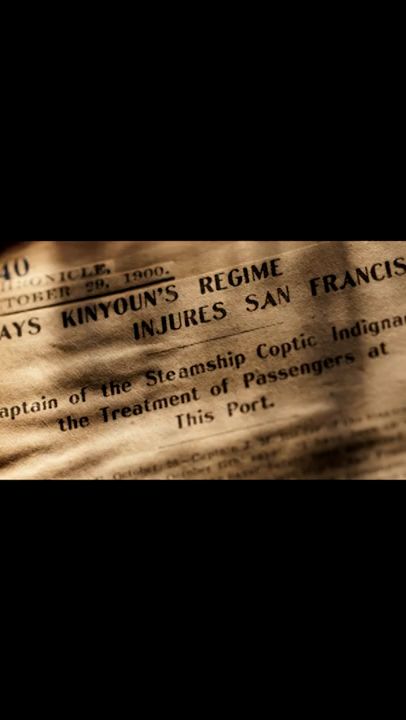 40
CHRONICLE,
TOBER 29, 1900.
AYS KINYOUN'S REGIME
INJURES SAN FRANCIS
aptain of the Steamship Coptic Indignan
the Treatment of Passengers at
This Port.
October